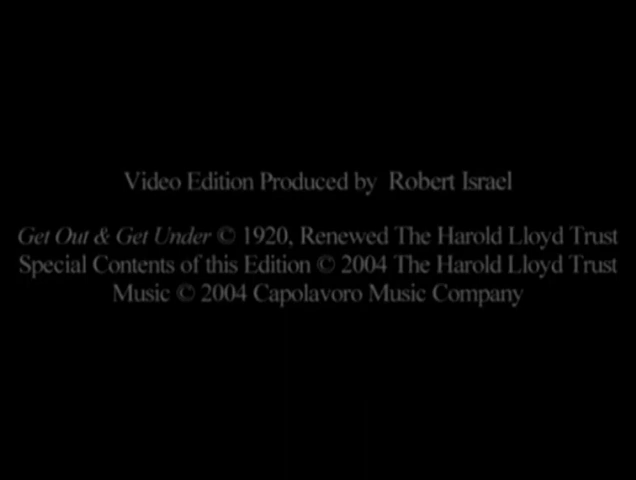 Video Edition Produced by Robert Israel
Get Out & Get Under © 1920, Renewed The Harold Lloyd Trust
Special Contents of this Edition © 2004 The Harold Lloyd Trust
Music © 2004 Capolavoro Music Company